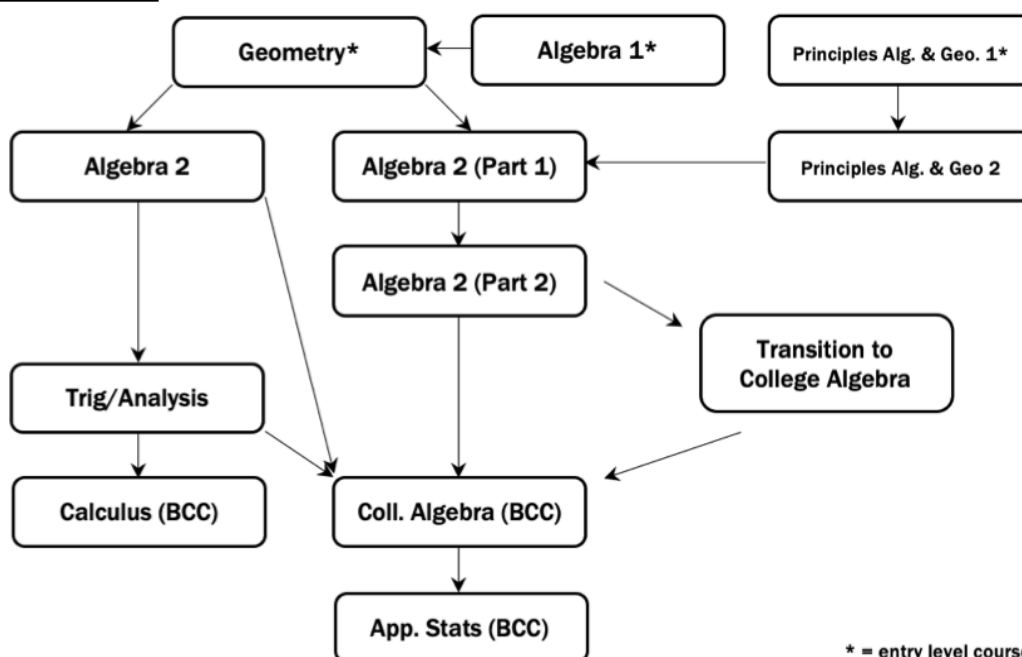 Geometry*
Algebra 1*
Principles Alg. & Geo. 1*
Algebra 2
Algebra 2 (Part 1)
Principles Alg. & Geo 2
Algebra 2 (Part 2)
Transition to
College Algebra
Trig/Analysis
Calculus (BCC)
Coll. Algebra (BCC)
App. Stats (BCC)
* = entry level course